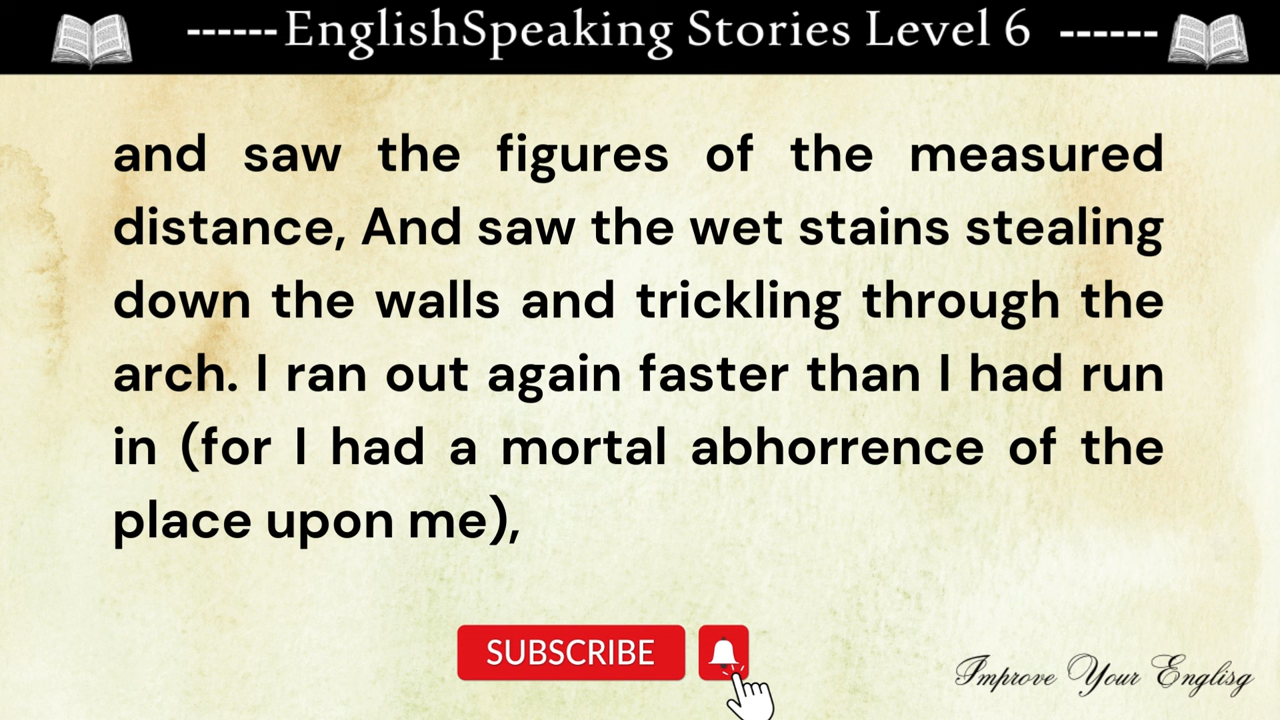 ------EnglishSpeaking Stories Level 6 ------
and saw the figures of the measured
distance, And saw the wet stains stealing
down the walls and trickling through the
arch. I ran out again faster than I had run
in (for I had a mortal abhorrence of the
place upon me),
SUBSCRIBE
Improve Your Englisg